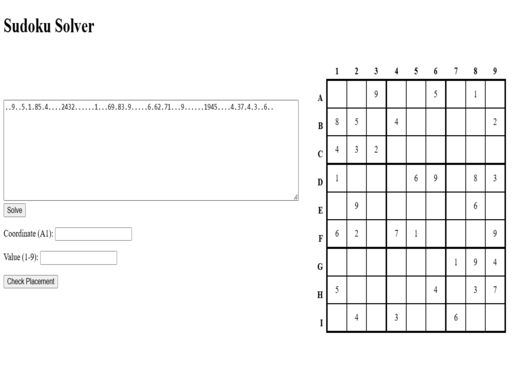 Sudoku Solver
..9..5.1.85.4....2432......1...69.83.9.....6.62.71...9......1945....4.37.4.3..6..
Solve
Coordinate (A1):
Value (1-9):
Check Placement
1 2 3 4 5 6 7 8 9
A 9 5 1
B 8 5 4 2
C 4 3 2
D 1 6 9 8 3
E 9 6
F 6 2 7 1 9
G 1 9 4
H 5 4 3 7
I 4 3 6